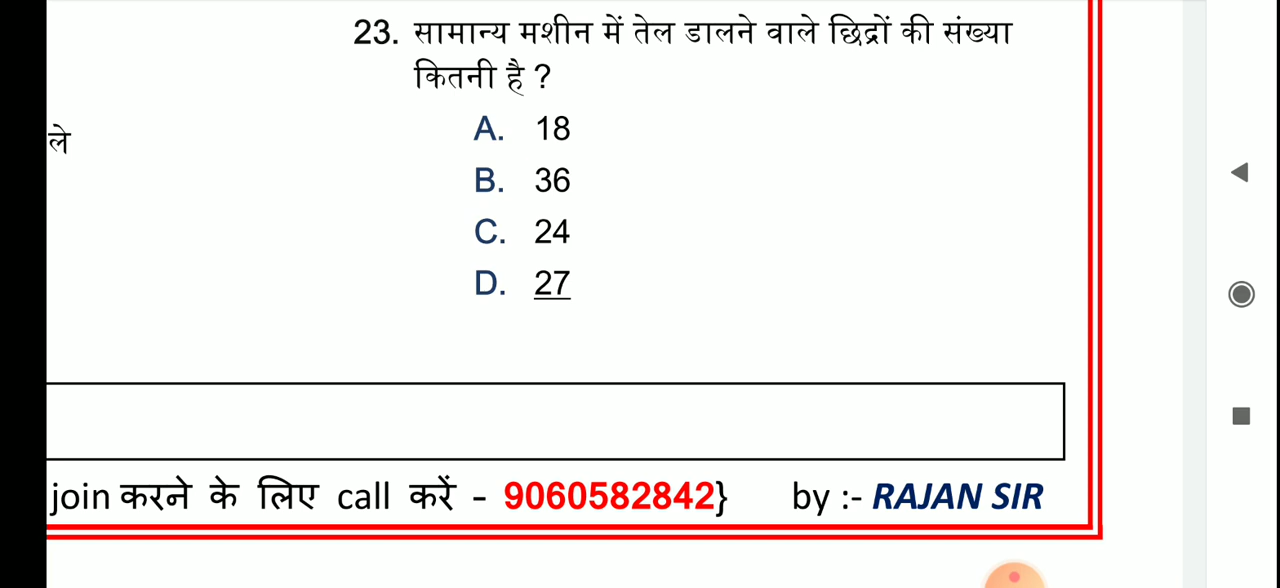 23. सामान्य मशीन में तेल डालने वाले छिद्रों की संख्या
कितनी है ?
ले
A. 18
B. 36
C. 24
D. 27
join करने के लिए call करें - 9060582842} by :- RAJAN SIR